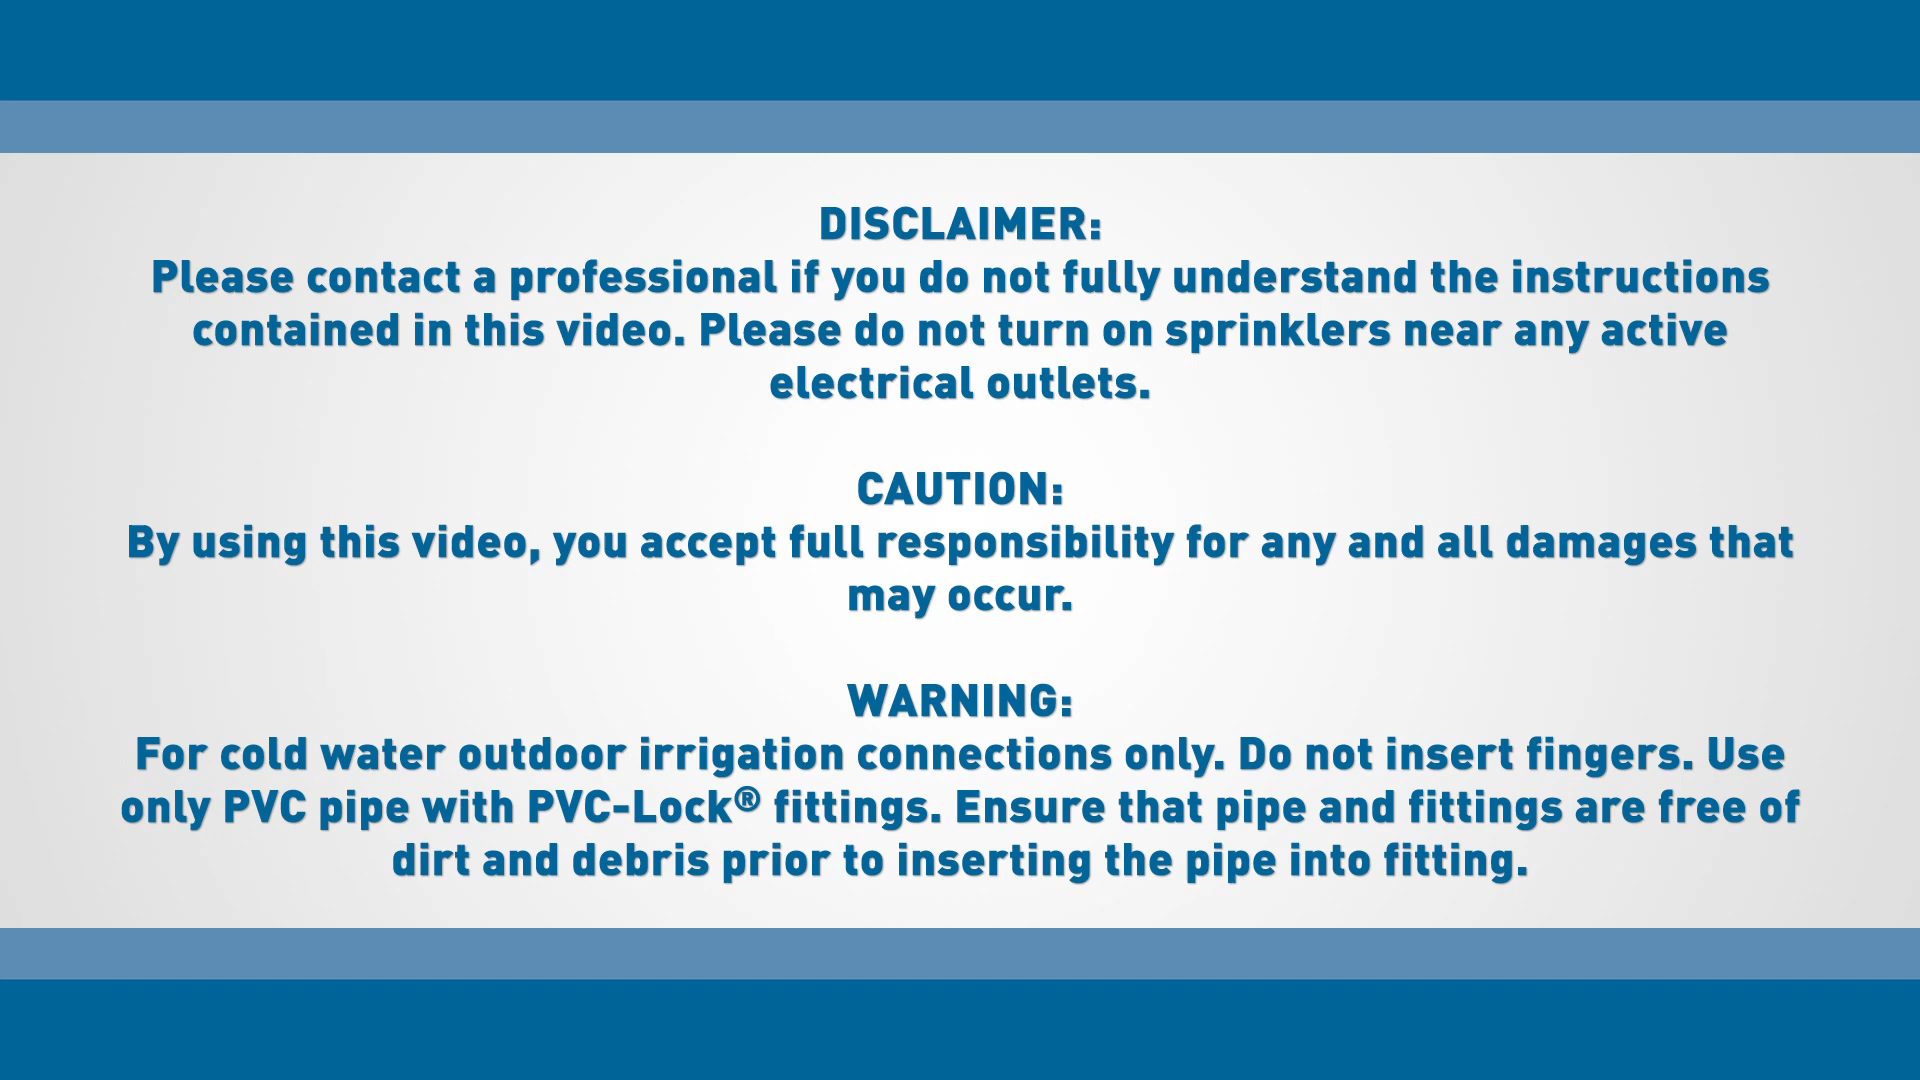 DISCLAIMER:
Please contact a professional if you do not fully understand the instructions
contained in this video. Please do not turn on sprinklers near any active
electrical outlets.
CAUTION:
By using this video, you accept full responsibility for any and all damages that
may occur.
WARNING:
For cold water outdoor irrigation connections only. Do not insert fingers. Use
only PVC pipe with PVC-Lock® fittings. Ensure that pipe and fittings are free of
dirt and debris prior to inserting the pipe into fitting.